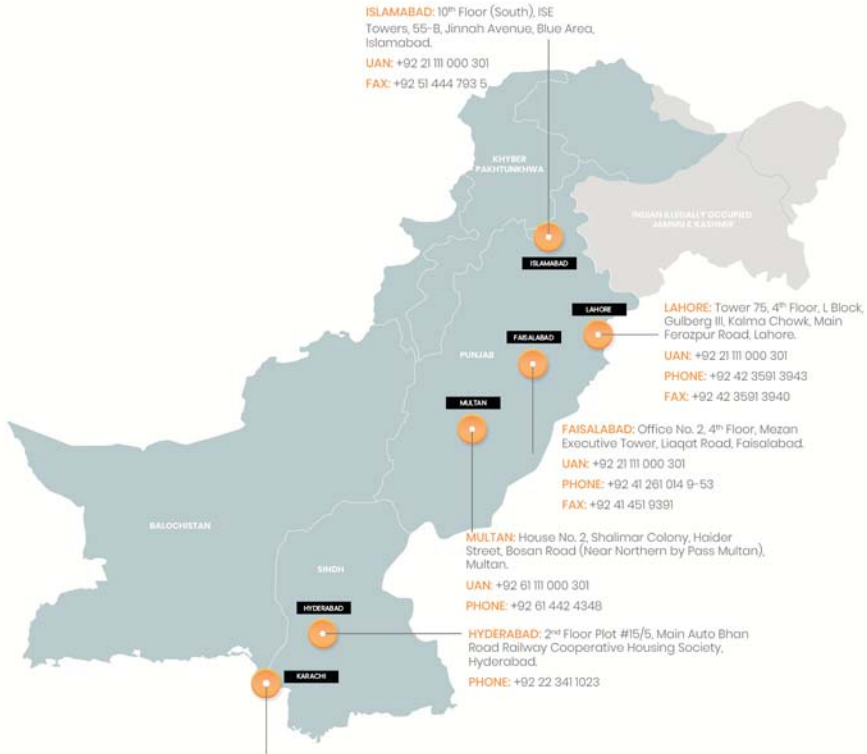 ISLAMABAD: 10th Floor (South), ISE
Towers, 55-B, Jinnah Avenue, Blue Area,
Islamabad.
UAN: +92 21 111 000 301
FAX: +92 51 444 793 5
KHYBER
PAKHTUNKHWA
INDIAN ILLEGALLY OCCUPIED
JAMMU & KASHMIR
ISLAMABAD
LAHORE
LAHORE: Tower 75, 4th Floor, L Block,
Gulberg III, Kalma Chowk, Main
Ferozpur Road, Lahore.
UAN: +92 21 111 000 301
PHONE: +92 42 3591 3943
FAX: +92 42 3591 3940
FAISALABAD
PUNJAB
MULTAN
FAISALABAD: Office No. 2, 4th Floor, Mezan
Executive Tower, Liaqat Road, Faisalabad.
UAN: +92 21 111 000 301
PHONE: +92 41 261 014 9-53
FAX: +92 41 451 9391
BALOCHISTAN
MULTAN: House No. 2, Shalimar Colony, Haider
Street, Bosan Road (Near Northern by Pass Multan),
Multan.
UAN: +92 61 111 000 301
PHONE: +92 61 442 4348
SINDH
HYDERABAD
HYDERABAD: 2nd Floor Plot #15/5, Main Auto Bhan
Road Railway Cooperative Housing Society,
Hyderabad.
PHONE: +92 22 341 1023
KARACHI